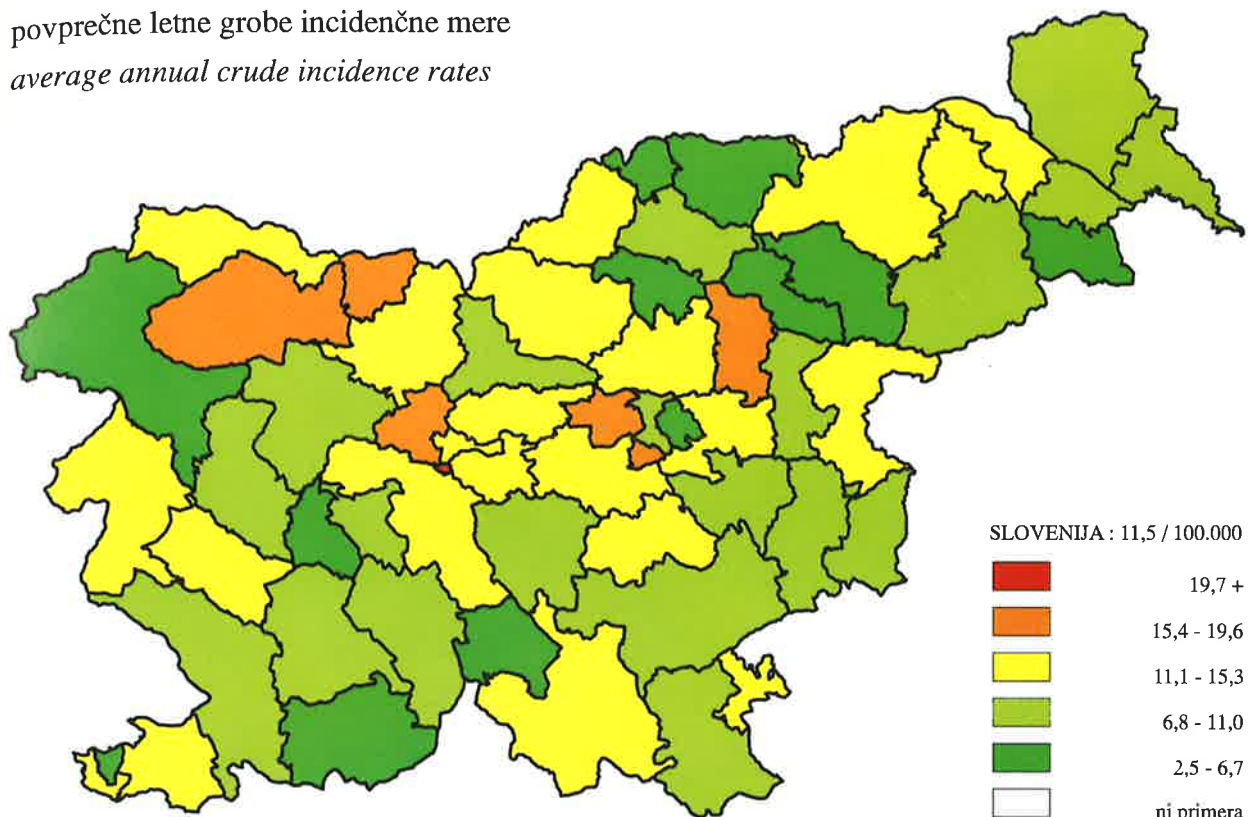 povprečne letne grobe incidenčne mere
average annual crude incidence rates
SLOVENIJA : 11,5 / 100.000
19,7 +
15,4 - 19,6
11,1 - 15,3
6,8 - 11,0
2,5 - 6,7
ni primera